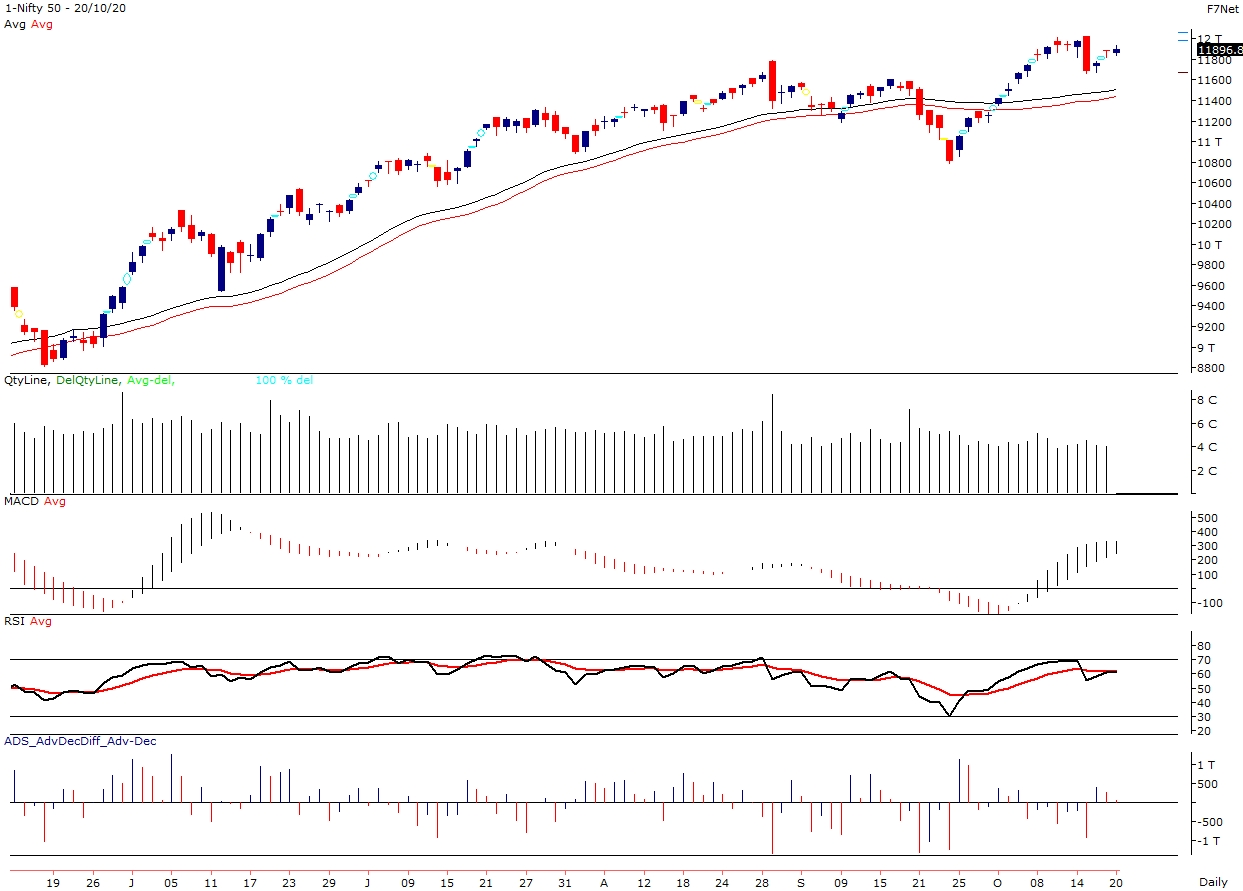 1-Nifty 50 - 20/10/20
F7Net
Avg Avg
12 T
11896.8
11800
11600
11400
11200
11 T
10800
10600
10400
10200
10 T
9800
9600
9400
9200
9 T
8800
QtyLine, DelQtyLine, Avg-del, 100 % del
8 C
6 C
4 C
2 C
MACD Avg
500
400
300
200
100
-100
RSI Avg
80
70
60
50
40
30
20
ADS_AdvDecDiff_Adv-Dec
1 T
500
-500
-1 T
19 26 J 05 11 17 23 29 J 09 15 21 27 31 A 12 18 24 28 S 09 15 21 25 O 08 14 20 Daily